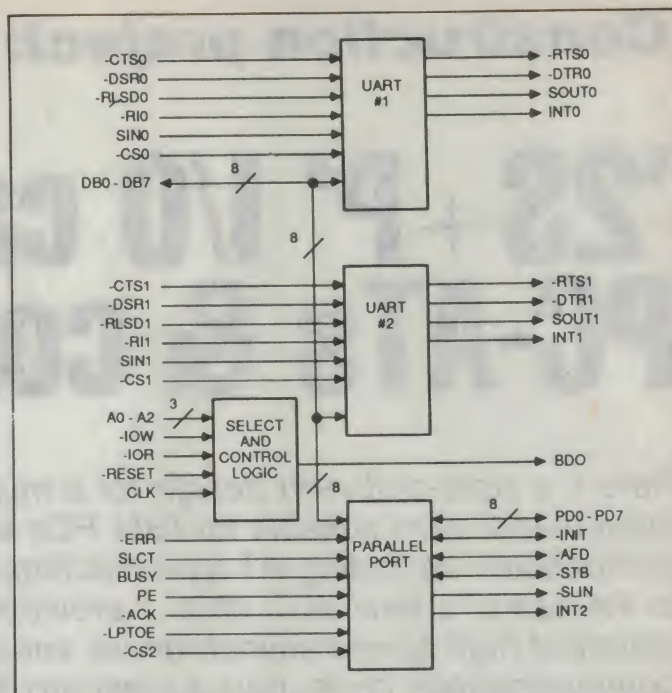 -CTS0
-DSR0
-RLSD0
-RI0
SIN0
-CS0
DB0 - DB7
8
8
UART
#1
-RTS0
-DTR0
SOUT0
INT0
-CTS1
-DSR1
-RLSD1
-RI1
SIN1
-CS1
UART
#2
-RTS1
-DTR1
SOUT1
INT1
A0 - A2
3
-IOW
-IOR
-RESET
CLK
SELECT
AND
CONTROL
LOGIC
8
BDO
-ERR
SLCT
BUSY
PE
-ACK
-LPTOE
-CS2
PARALLEL
PORT
8
PD0 - PD7
-INIT
-AFD
-STB
-SLIN
INT2